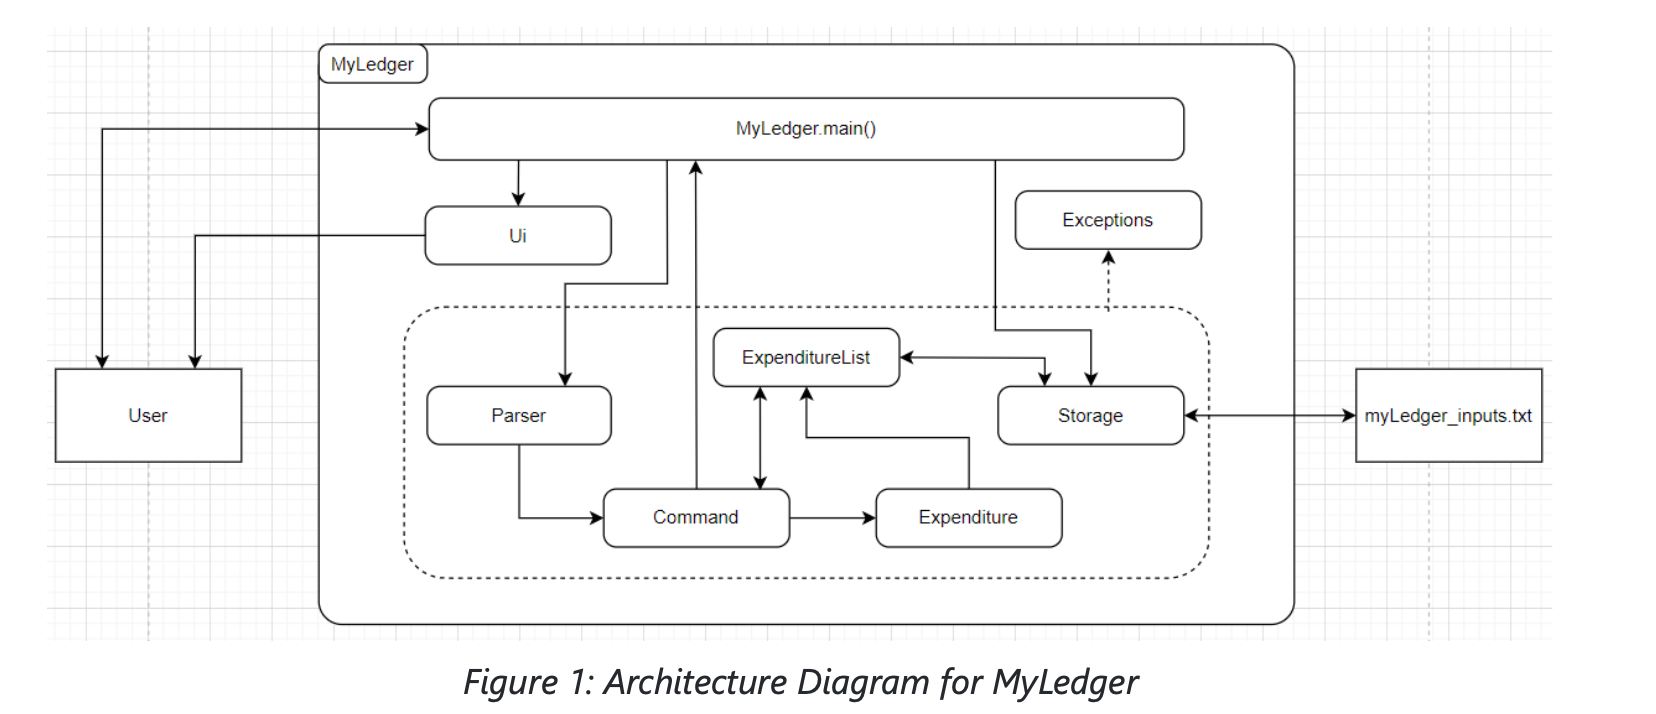 MyLedger
MyLedger.main()
Ui
Exceptions
ExpenditureList
User
Parser
Storage
myLedger_inputs.txt
Command
Expenditure
Figure 1: Architecture Diagram for MyLedger